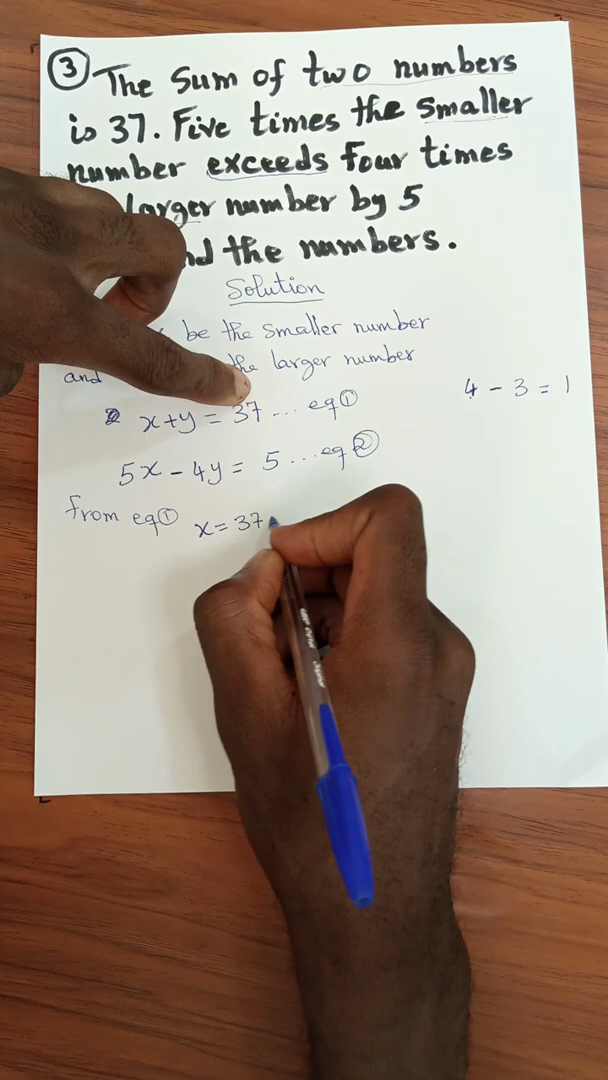 ③ The Sum of two numbers
is 37. Five times the smaller
number exceeds four times
larger number by 5
the numbers.
Solution
be the smaller number
and the larger number
x+y = 37 ... eq①
4 - 3 = 1
5x - 4y = 5 ... eq②
from eq① x = 37